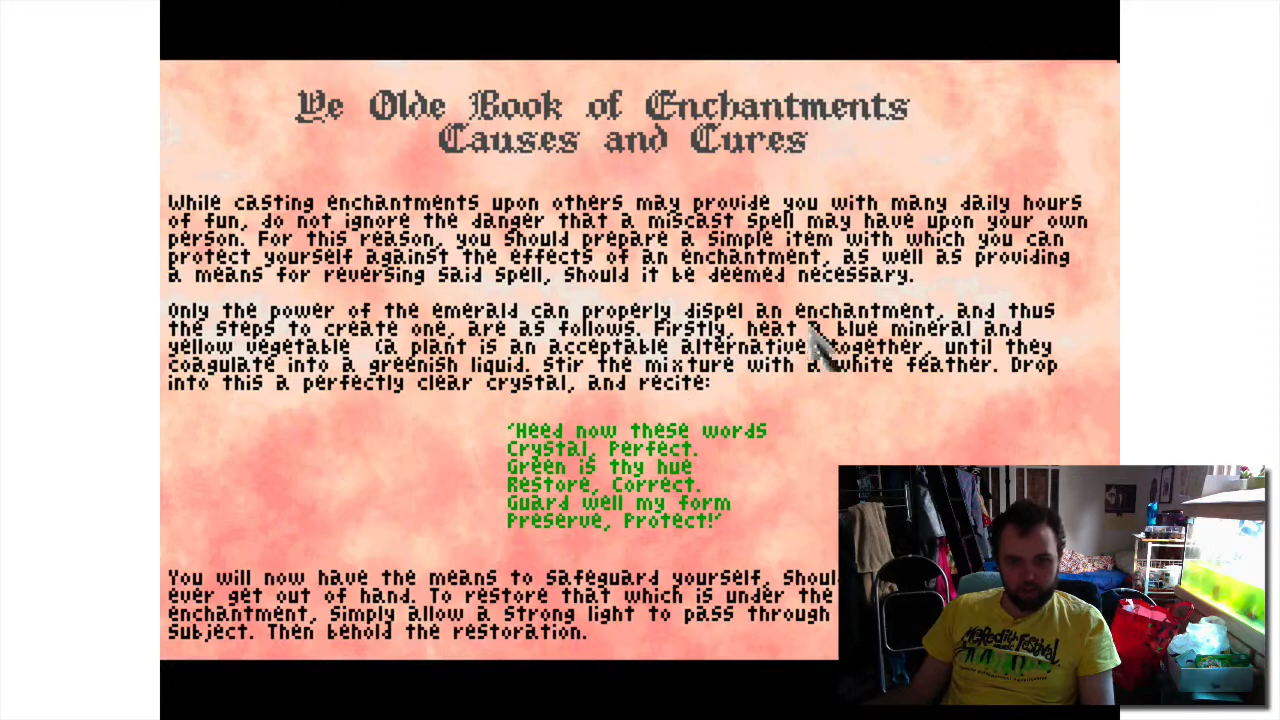 Ye Olde Book of Enchantments
Causes and Cures
While casting enchantments upon others may provide you with many daily hours
of fun, do not ignore the danger that a miscast spell may have upon your own
person. For this reason, you should prepare a simple item with which you can
protect yourself against the effects of an enchantment, as well as providing
a means for reversing said spell, should it be deemed necessary.
Only the power of the emerald can properly dispel an enchantment, and thus
the steps to create one, are as follows. Firstly, heat a blue mineral and
yellow vegetable (a plant is an acceptable alternative together, until they
coagulate into a greenish liquid. Stir the mixture with a white feather. Drop
into this a perfectly clear crystal, and recite:
'Heed now these words
Crystal, Perfect.
Green is thy hue
Restore, Correct.
Guard well my form
Preserve, Protect!'
You will now have the means to safeguard yourself,
ever get out of hand. To restore that which is under the
enchantment, simply allow a strong light to pass through
subject. Then behold the restoration.
Meredith
Festival